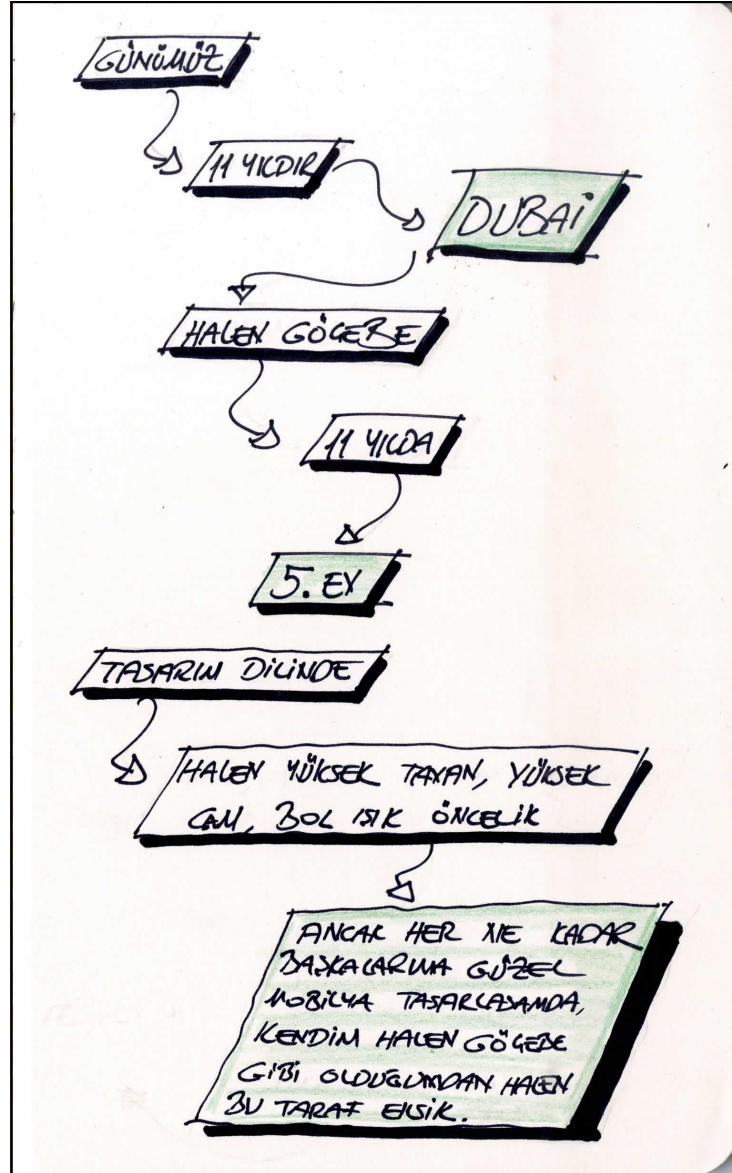 GÜNÜMÜZ
11 YILDIR
DUBAİ
HALEN GÖÇEBE
11 YILDA
5. EV
TASARIM DİLİNDE
HALEN YÜKSEK TAVAN, YÜKSEK
CAM, BOL IŞIK ÖNCELİK
ANCAK HER NE KADAR
BAŞKALARINA GÜZEL
MOBİLYA TASARLASAMDA,
KENDİM HALEN GÖÇEBE
GİBİ OLDUĞUMDAN HALEN
BU TARAF EKSİK.